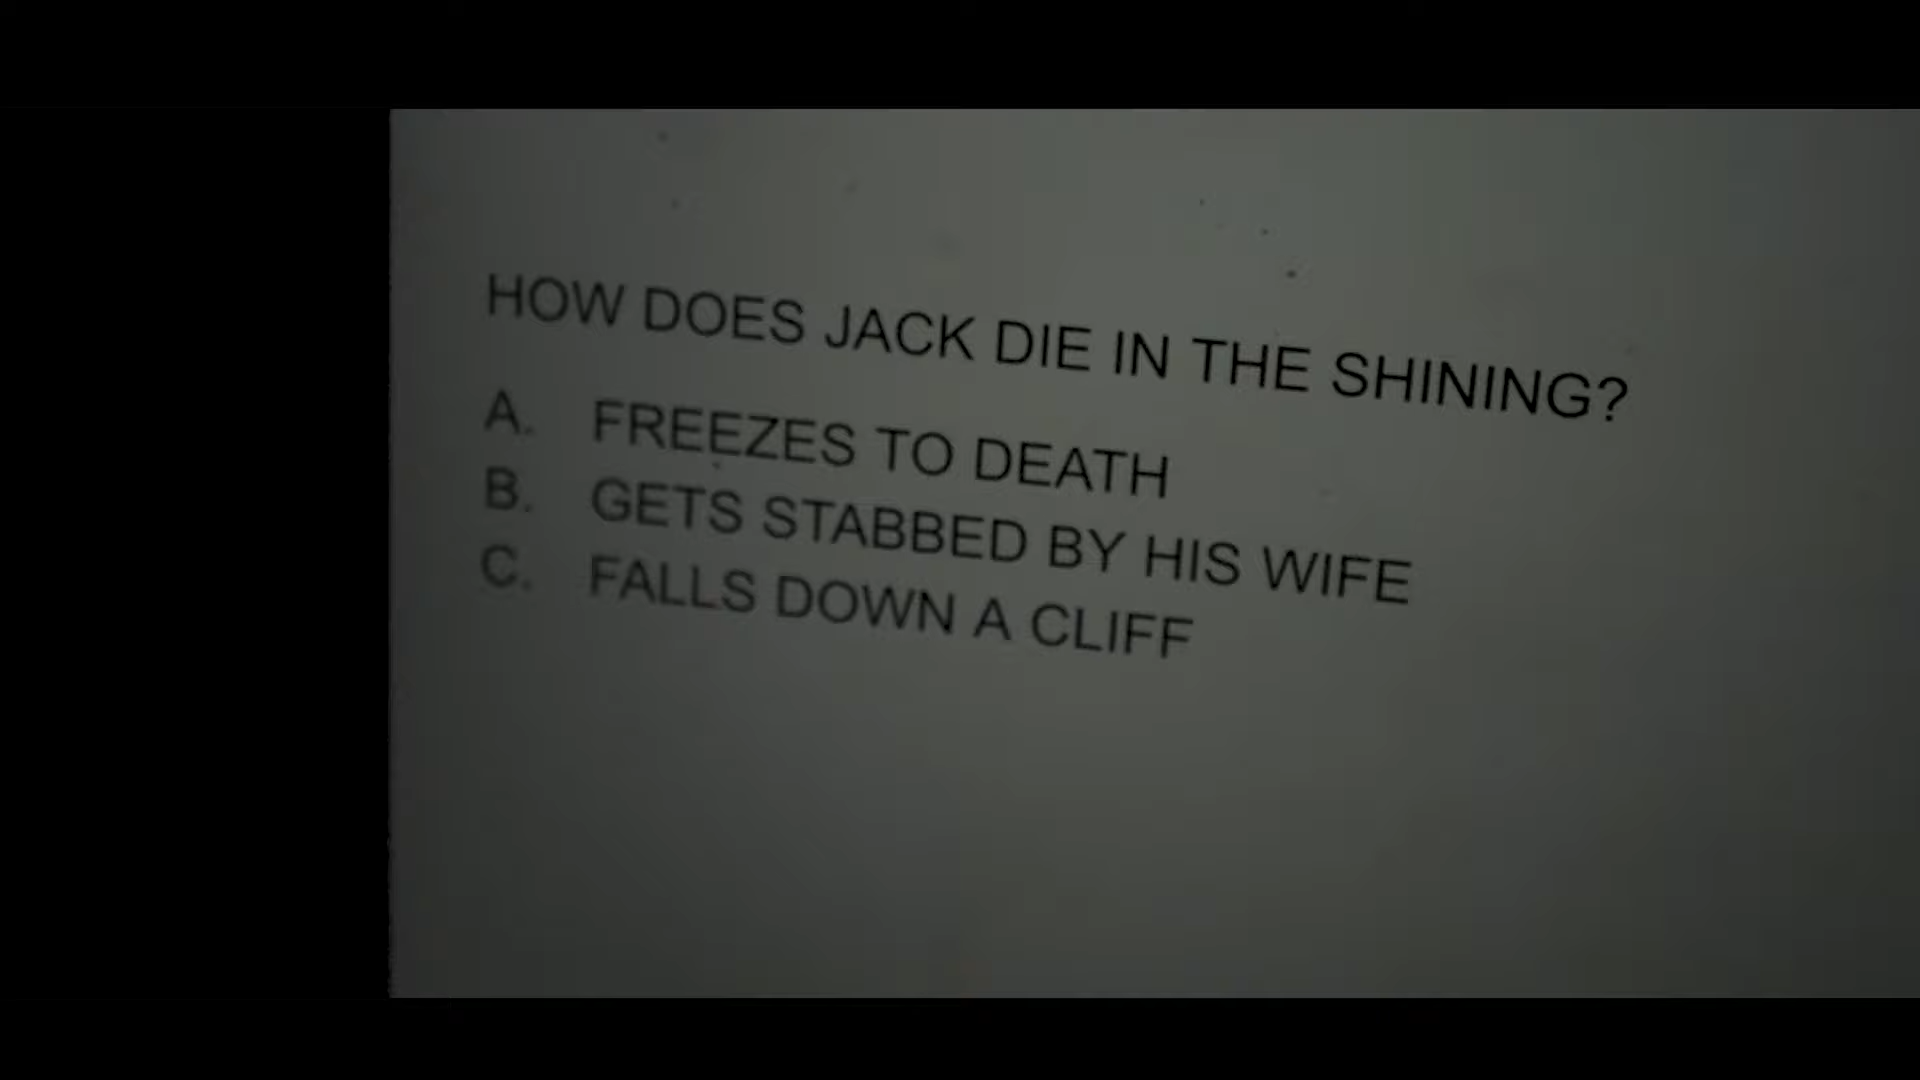 HOW DOES JACK DIE IN THE SHINING?
A. FREEZES TO DEATH
B. GETS STABBED BY HIS WIFE
C. FALLS DOWN A CLIFF